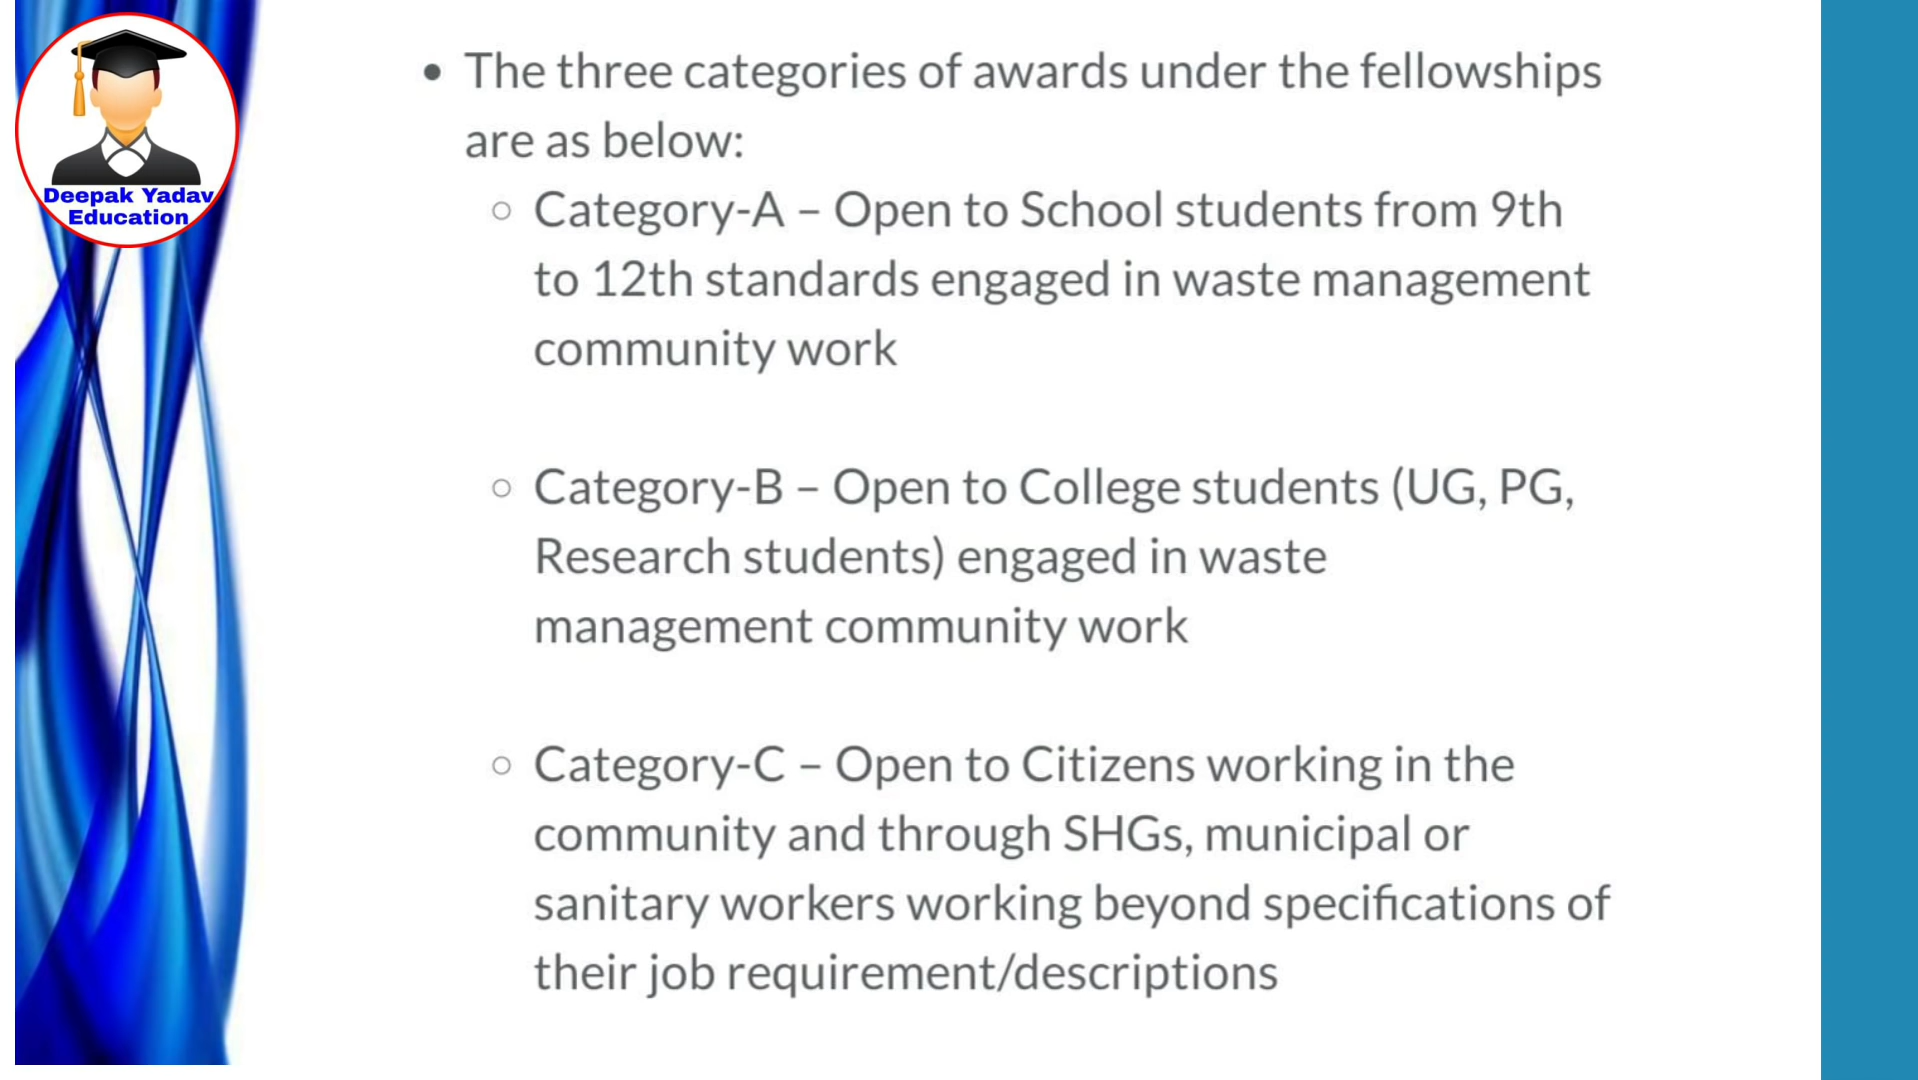 Deepak Yadav
Education
• The three categories of awards under the fellowships
are as below:
○ Category-A – Open to School students from 9th
to 12th standards engaged in waste management
community work
○ Category-B – Open to College students (UG, PG,
Research students) engaged in waste
management community work
○ Category-C – Open to Citizens working in the
community and through SHGs, municipal or
sanitary workers working beyond specifications of
their job requirement/descriptions